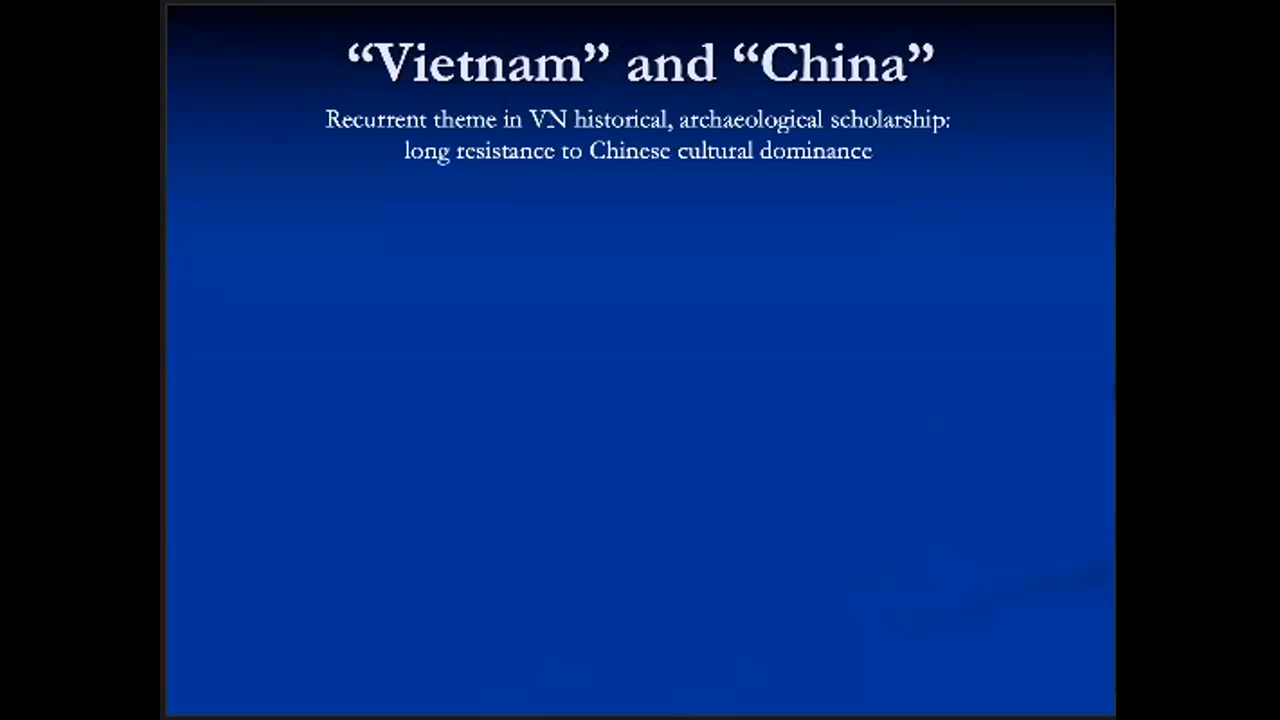 “Vietnam” and “China”
Recurrent theme in VN historical, archaeological scholarship:
long resistance to Chinese cultural dominance